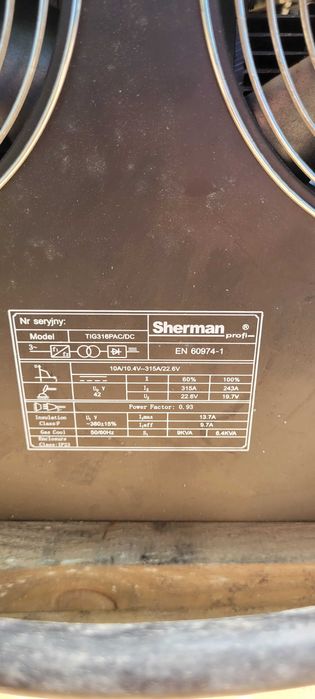 Nr seryjny:
Sherman®
profi
Model TIG316PAC/DC
3~ EN 60974-1
10A/10.4V~315A/22.6V
X 60% 100%
U₀ V I₂ 315A 243A
42 U₂ 22.6V 19.7V
Power Factor: 0.93
Insulation Class:F U₁ V I₁max 13.7A
~380±15% I₁eff 9.7A
Gas Cool 50/60Hz S₁ 9KVA 6.4KVA
Enclosure
Class:IP23